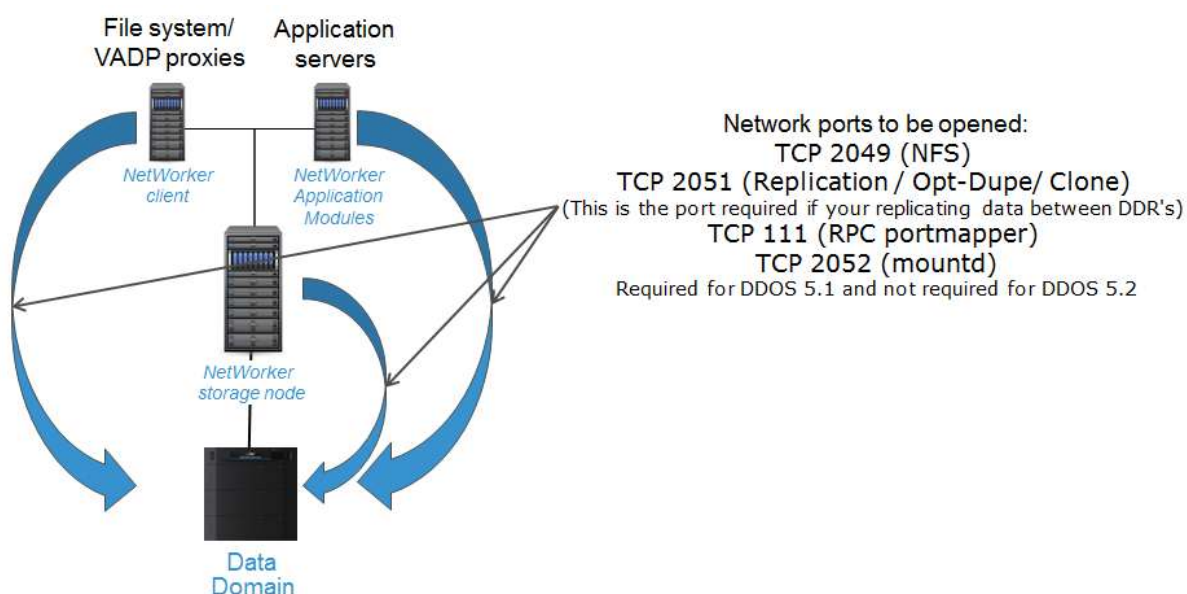 File system/
VADP proxies
Application
servers
NetWorker
client
NetWorker
Application
Modules
Network ports to be opened:
TCP 2049 (NFS)
TCP 2051 (Replication / Opt-Dupe/ Clone)
(This is the port required if your replicating data between DDR's)
TCP 111 (RPC portmapper)
TCP 2052 (mountd)
Required for DDOS 5.1 and not required for DDOS 5.2
NetWorker
storage node
Data
Domain